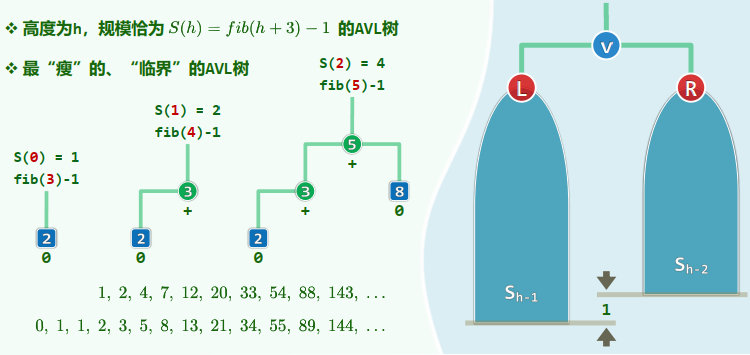 ❖ 高度为h，规模恰为 S(h) = fib(h + 3) − 1 的AVL树
❖ 最“瘦”的、“临界”的AVL树
S(2) = 4
fib(5)-1
S(1) = 2
fib(4)-1
S(0) = 1
fib(3)-1
5
+
3
+
3
+
8
0
2
0
2
0
2
0
1, 2, 4, 7, 12, 20, 33, 54, 88, 143, ...
0, 1, 1, 2, 3, 5, 8, 13, 21, 34, 55, 89, 144, ...
V
L
R
Sh-1
Sh-2
1